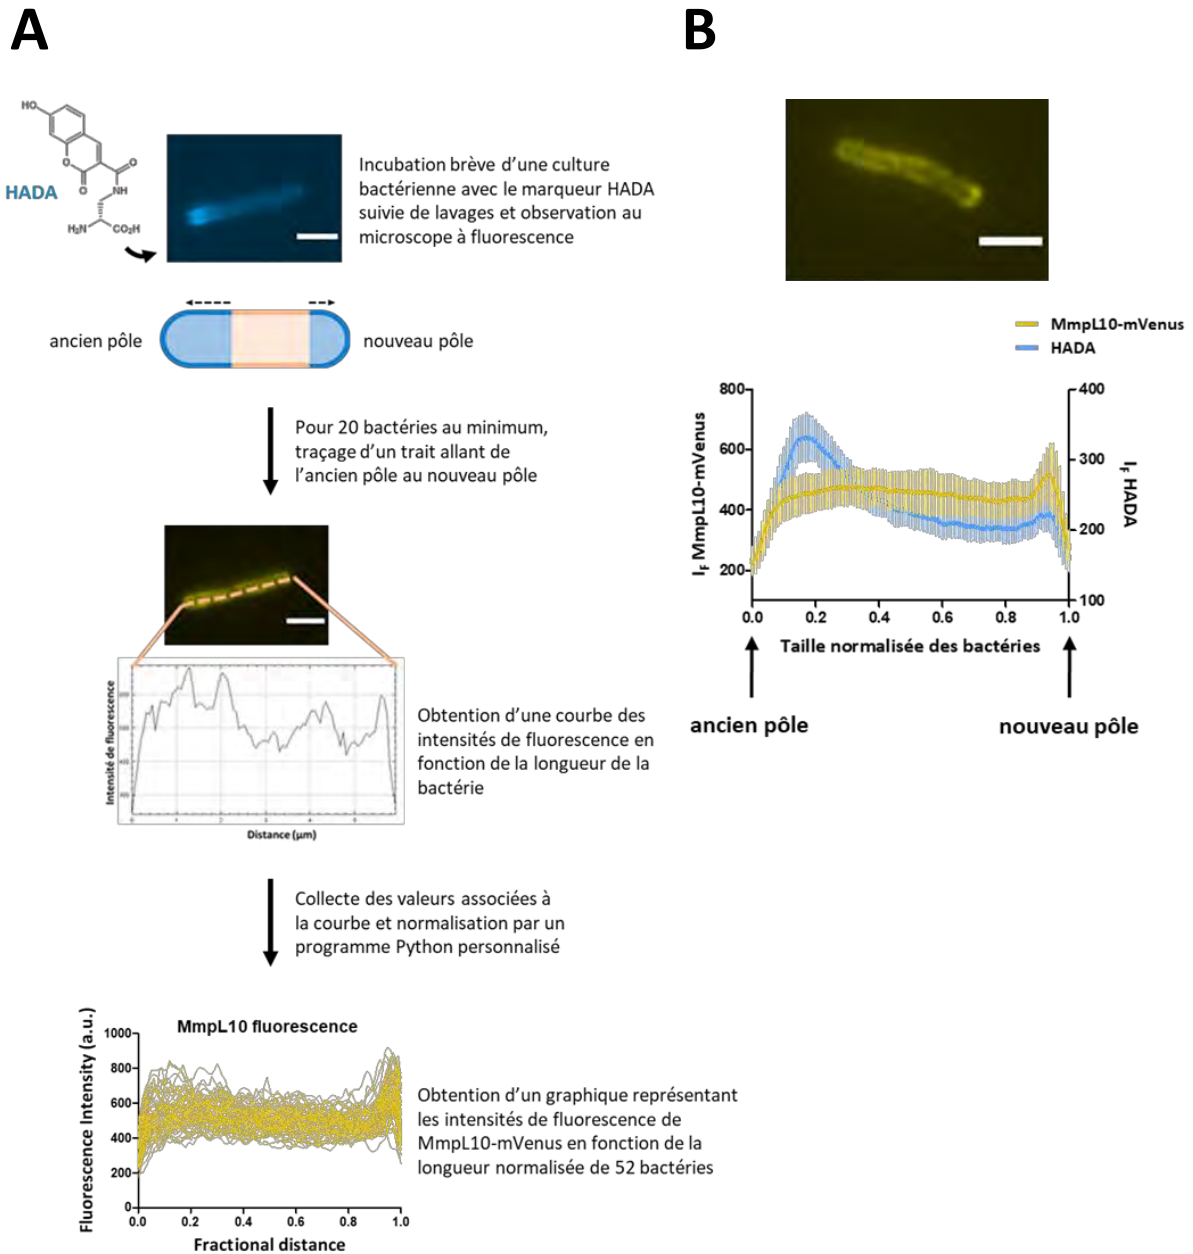 A
HO
O
O
O
NH
HADA
H₂N
CO₂H
Incubation brève d’une culture
bactérienne avec le marqueur HADA
suivie de lavages et observation au
microscope à fluorescence
ancien pôle
nouveau pôle
Pour 20 bactéries au minimum,
traçage d’un trait allant de
l’ancien pôle au nouveau pôle
Intensité de fluorescence
Distance (µm)
Obtention d’une courbe des
intensités de fluorescence en
fonction de la longueur de la
bactérie
Collecte des valeurs associées à
la courbe et normalisation par un
programme Python personnalisé
MmpL10 fluorescence
Fluorescence Intensity (a.u.)
1000
800
600
400
200
0
0.0 0.2 0.4 0.6 0.8 1.0
Fractional distance
Obtention d’un graphique représentant
les intensités de fluorescence de
MmpL10-mVenus en fonction de la
longueur normalisée de 52 bactéries
B
MmpL10-mVenus
HADA
I_F MmpL10-mVenus
800
600
400
200
400
300
200
100
I_F HADA
0.0 0.2 0.4 0.6 0.8 1.0
Taille normalisée des bactéries
ancien pôle
nouveau pôle